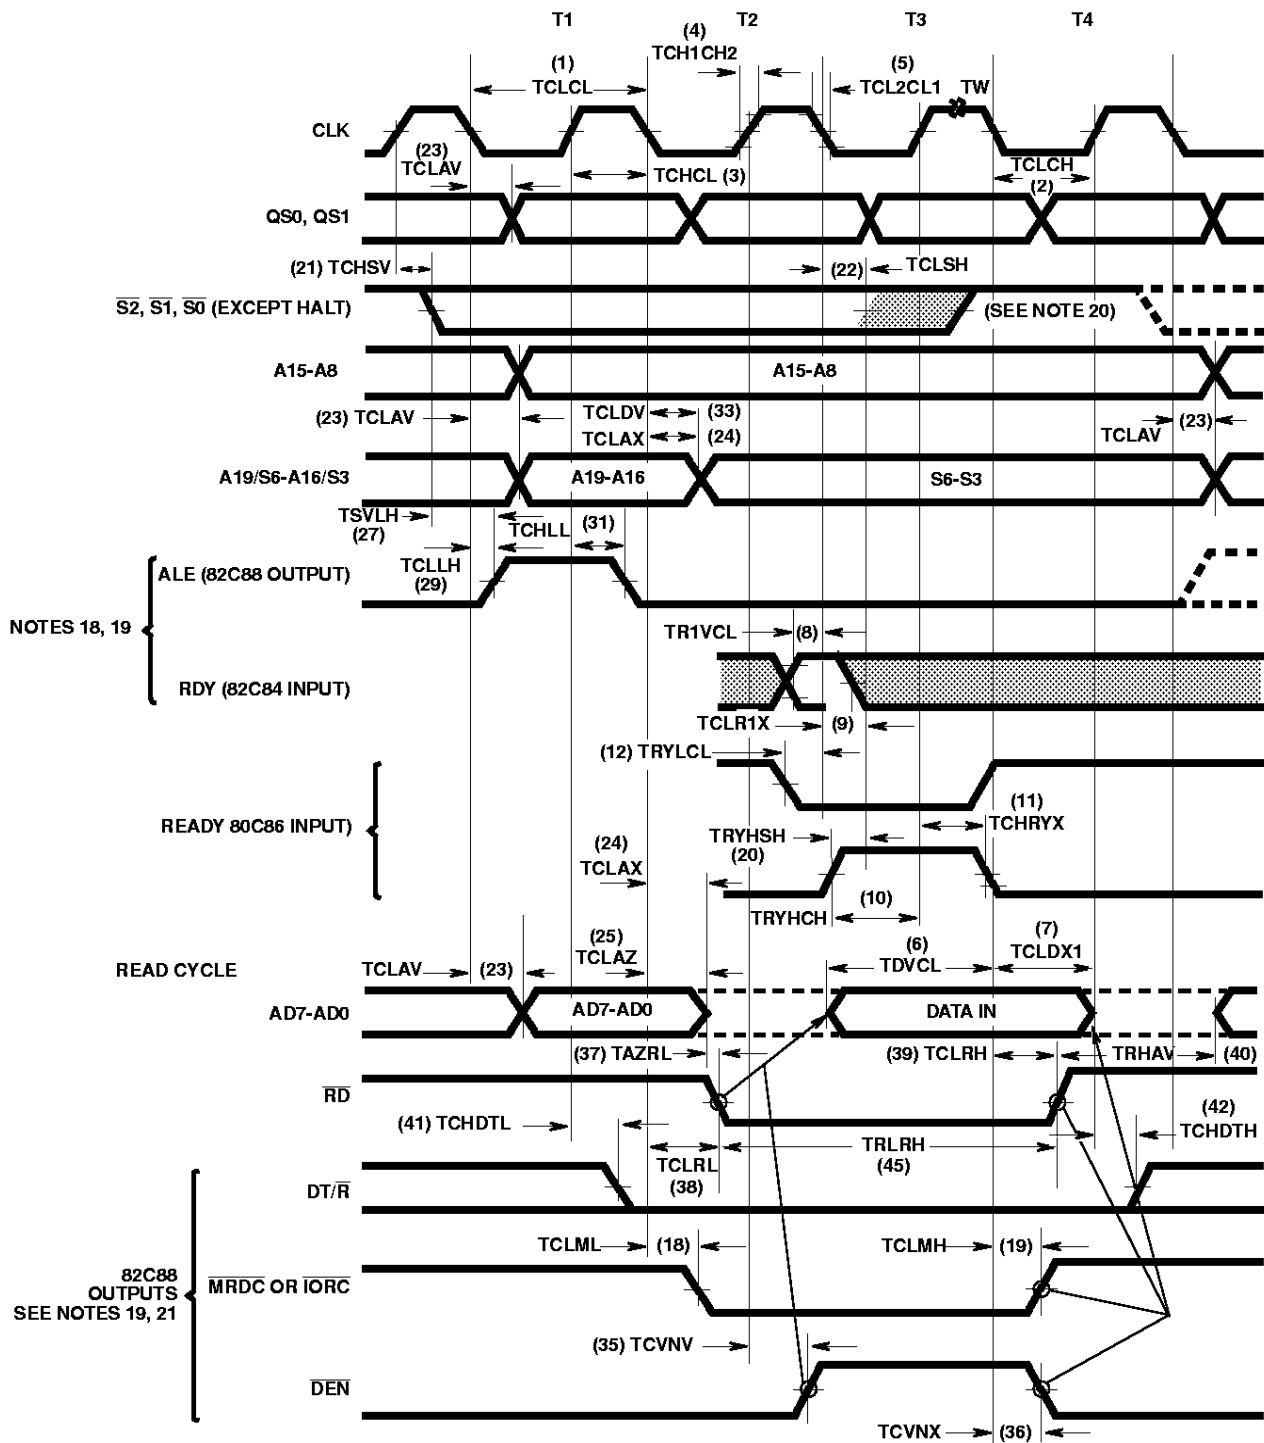 T1 T2 T3 T4
(4)
TCH1CH2
(1)
TCLCL
(5)
TCL2CL1 TW
CLK
(23)
TCLAV
TCHCL (3)
TCLCH
(2)
QS0, QS1
(21) TCHSV
(22) TCLSH
S2, S1, S0 (EXCEPT HALT)
(SEE NOTE 20)
A15-A8 A15-A8
(23) TCLAV
TCLDV (33)
TCLAX (24)
(23)
TCLAV
A19/S6-A16/S3 A19-A16 S6-S3
TSVLH
(27)
TCHLL (31)
TCLLH
(29)
ALE (82C88 OUTPUT)
NOTES 18, 19
TR1VCL (8)
RDY (82C84 INPUT)
TCLR1X (9)
(12) TRYLCL
READY 80C86 INPUT)
(11)
TCHRYX
TRYHSH
(20)
(24)
TCLAX
TRYHCH (10)
READ CYCLE
TCLAV (23)
(25)
TCLAZ
(6)
TDVCL
(7)
TCLDX1
AD7-AD0 AD7-AD0 DATA IN
(37) TAZRL
(39) TCLRH TRHAV (40)
RD
(41) TCHDTL
(42)
TCHDTH
TCLRL
(38)
TRLRH
(45)
DT/R
TCLML (18)
TCLMH (19)
82C88
OUTPUTS
SEE NOTES 19, 21
MRDC OR IORC
(35) TCVNV
DEN
TCVNX (36)